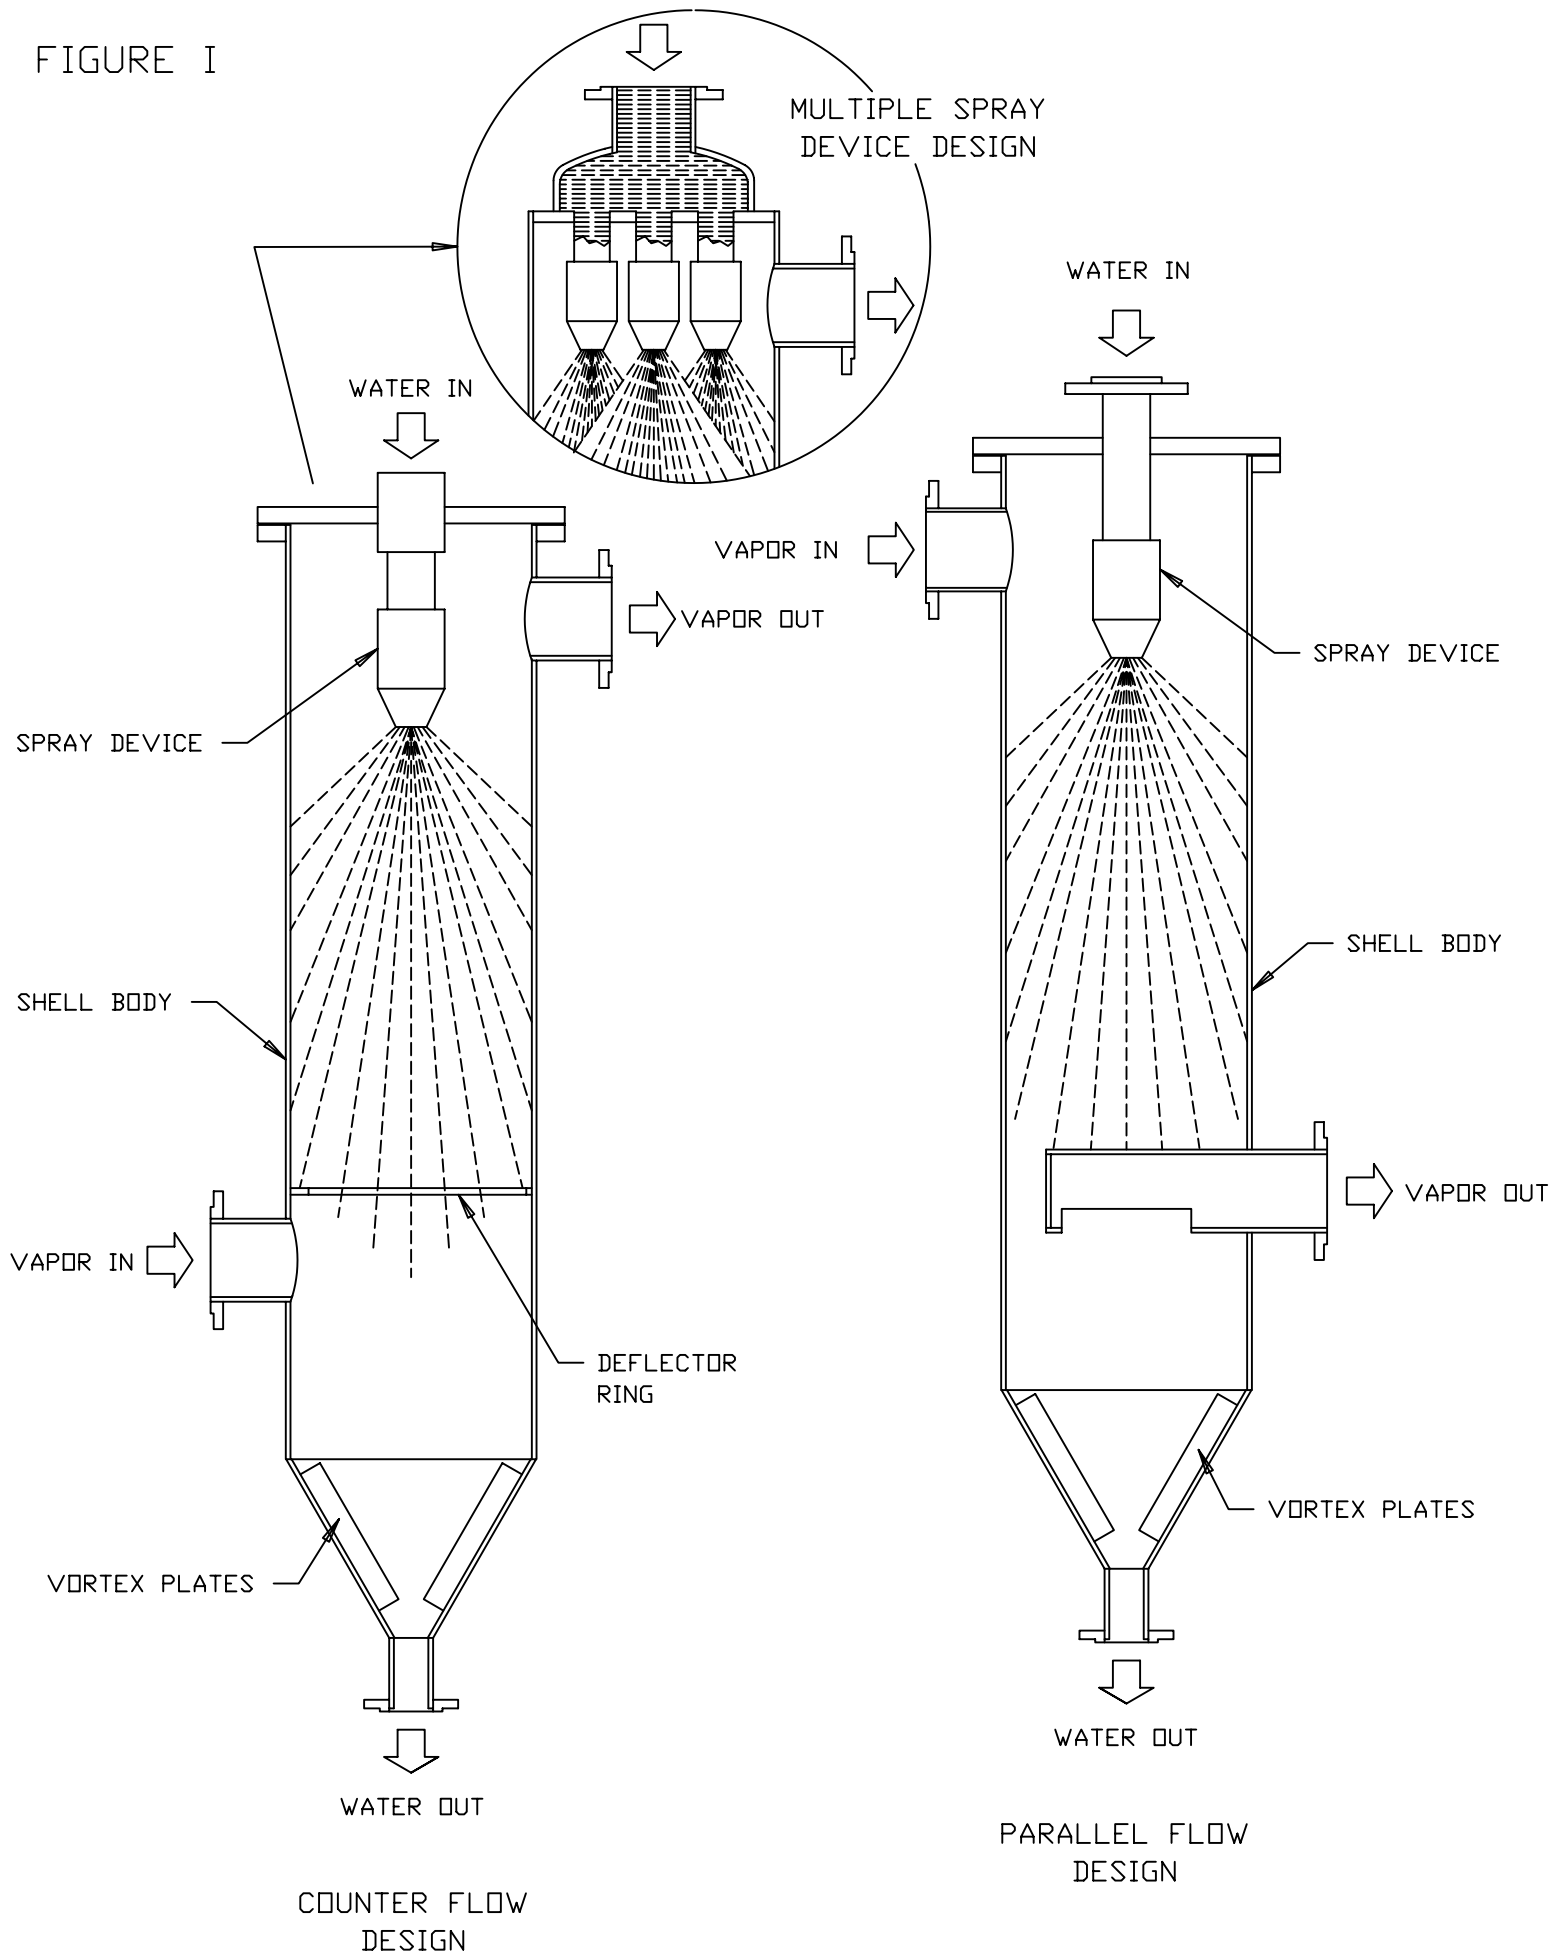 FIGURE I
MULTIPLE SPRAY
DEVICE DESIGN
WATER IN
VAPOR OUT
SPRAY DEVICE
SHELL BODY
VAPOR IN
DEFLECTOR
RING
VORTEX PLATES
WATER OUT
COUNTER FLOW
DESIGN
WATER IN
VAPOR IN
SPRAY DEVICE
SHELL BODY
VAPOR OUT
VORTEX PLATES
WATER OUT
PARALLEL FLOW
DESIGN